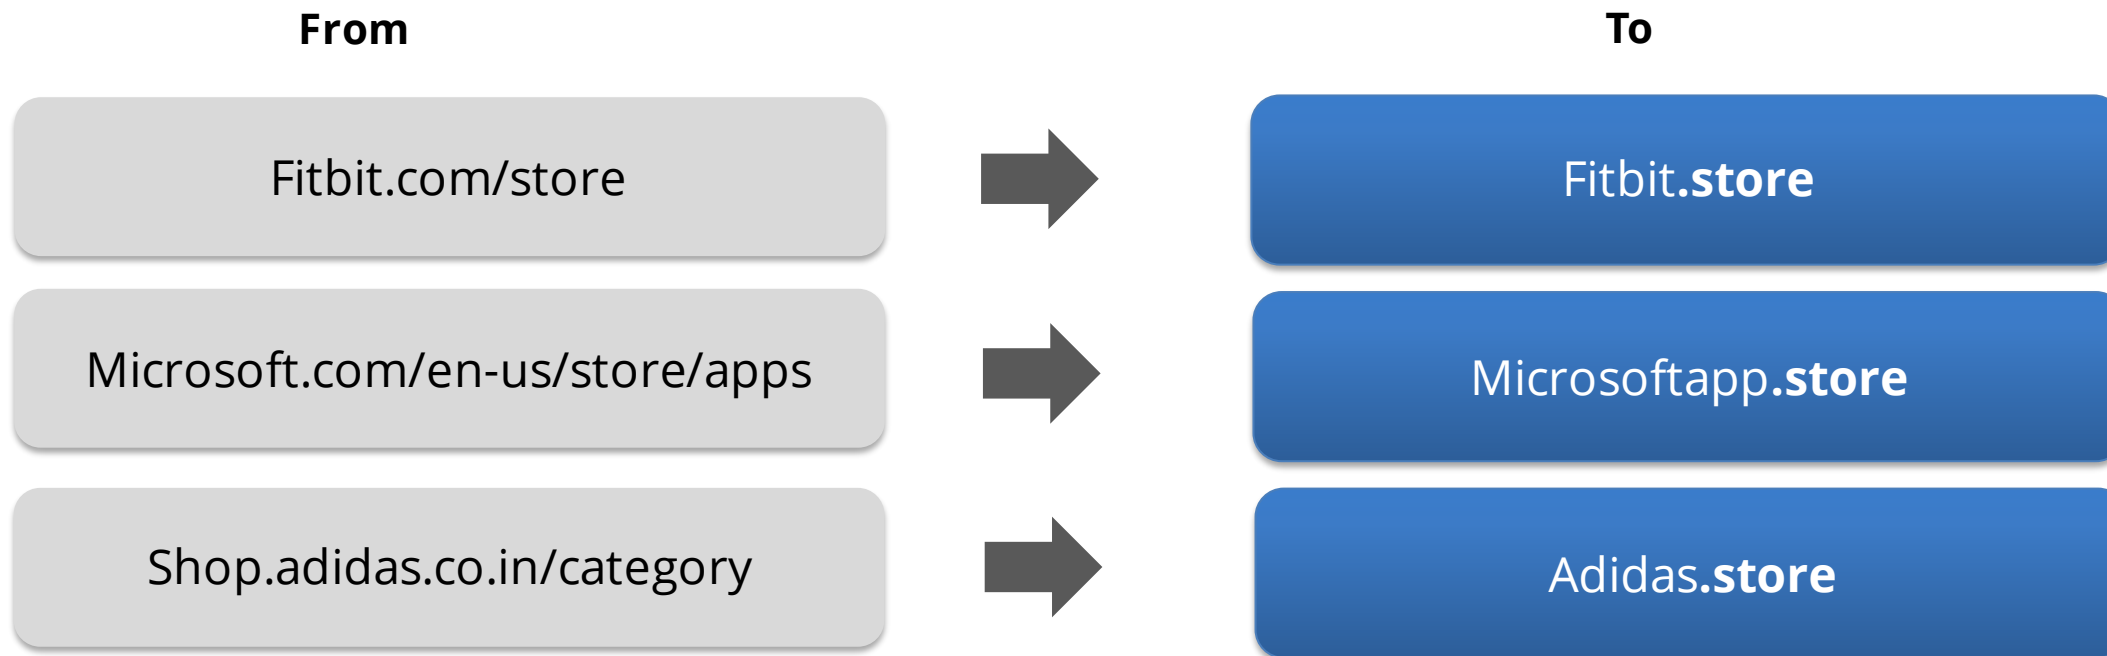 From
To
Fitbit.com/store
Fitbit.store
Microsoft.com/en-us/store/apps
Microsoftapp.store
Shop.adidas.co.in/category
Adidas.store